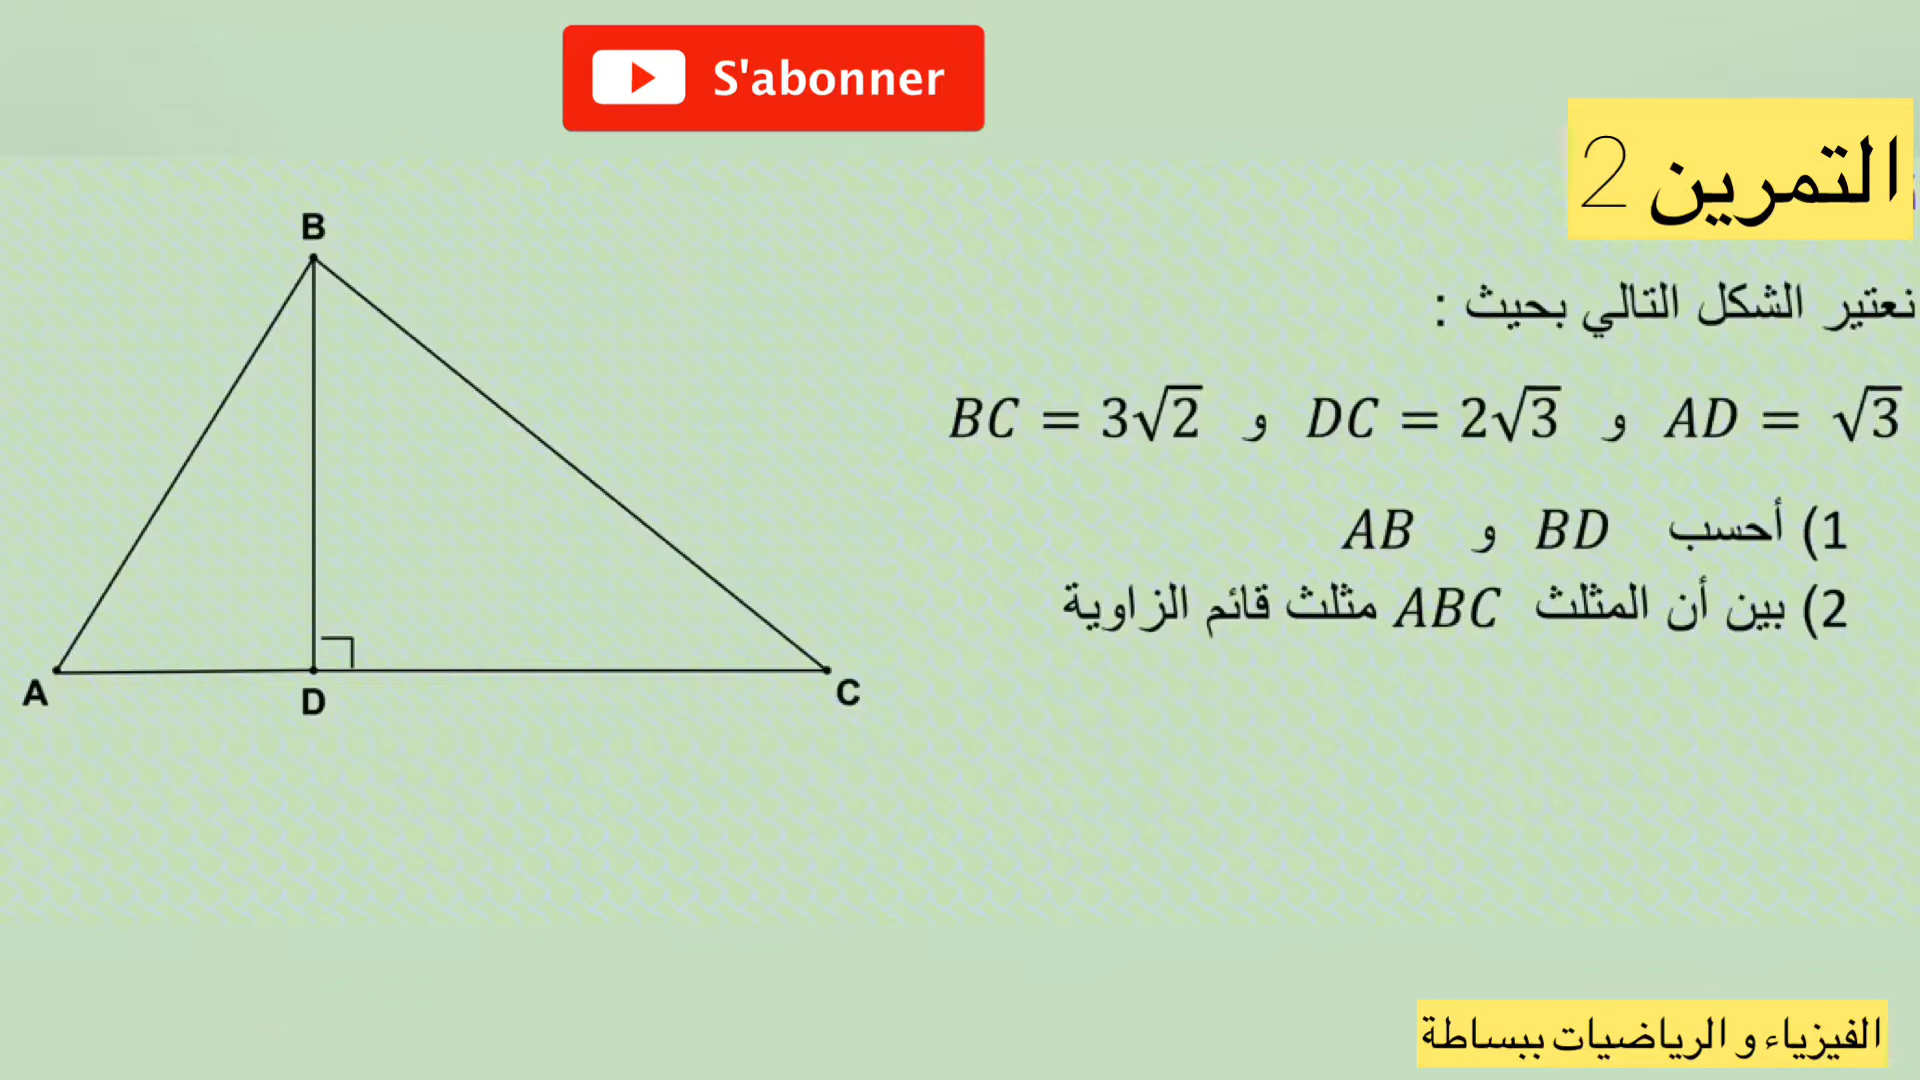 S'abonner
التمرين 2
نعتبر الشكل التالي بحيث :
AD = √3 و DC = 2√3 و BC = 3√2
1) أحسب BD و AB
2) بين أن المثلث ABC مثلث قائم الزاوية
B
A
D
C
الفيزياء و الرياضيات ببساطة